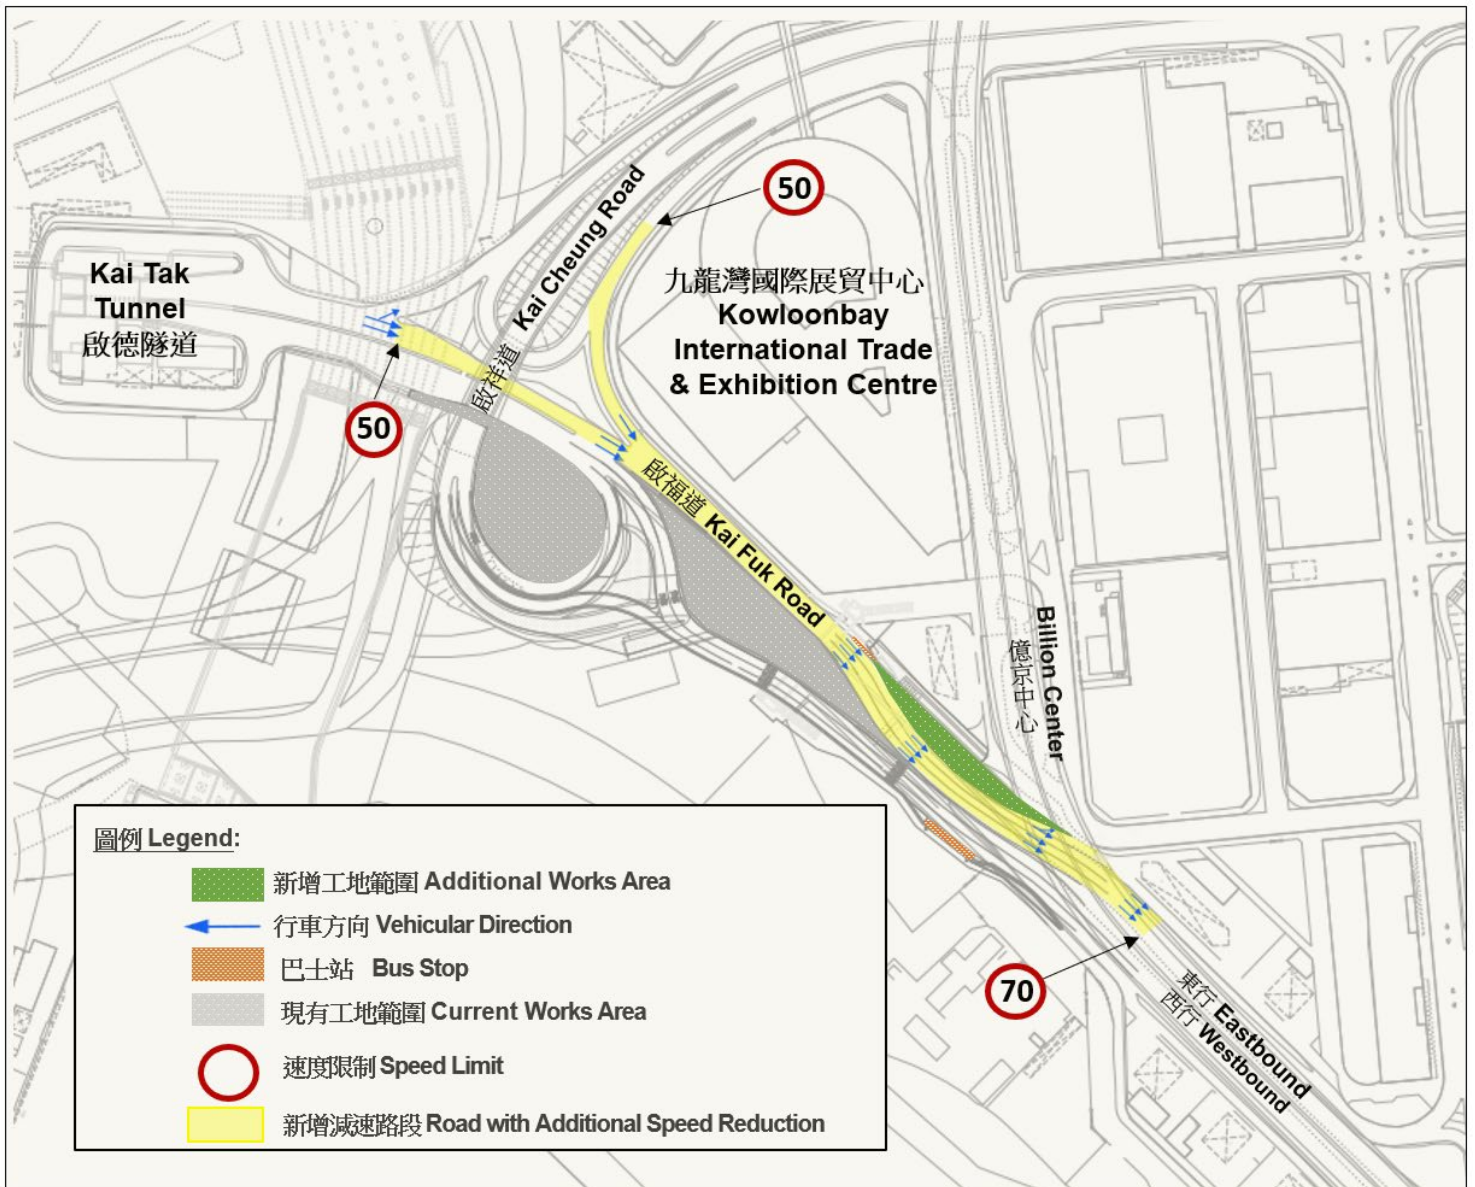 50
Kai Cheung Road
啟祥道
Kai Tak
Tunnel
啟德隧道
九龍灣國際展貿中心
Kowloonbay
International Trade
& Exhibition Centre
50
啟福道 Kai Fuk Road
Billion Center
億京中心
70
東行 Eastbound
西行 Westbound
圖例 Legend:
新增工地範圍 Additional Works Area
行車方向 Vehicular Direction
巴士站 Bus Stop
現有工地範圍 Current Works Area
速度限制 Speed Limit
新增減速路段 Road with Additional Speed Reduction